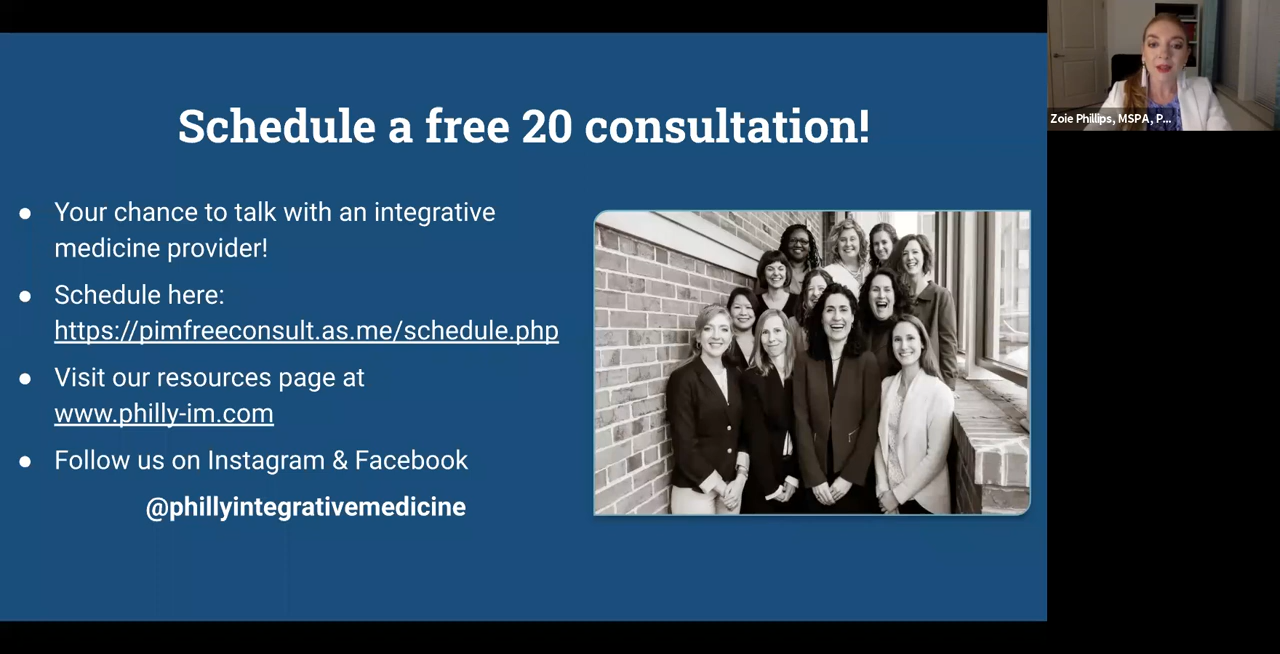 Schedule a free 20 consultation!
● Your chance to talk with an integrative
medicine provider!
● Schedule here:
https://pimfreeconsult.as.me/schedule.php
● Visit our resources page at
www.philly-im.com
● Follow us on Instagram & Facebook
@phillyintegrativemedicine
Zoie Phillips, MSPA, P...